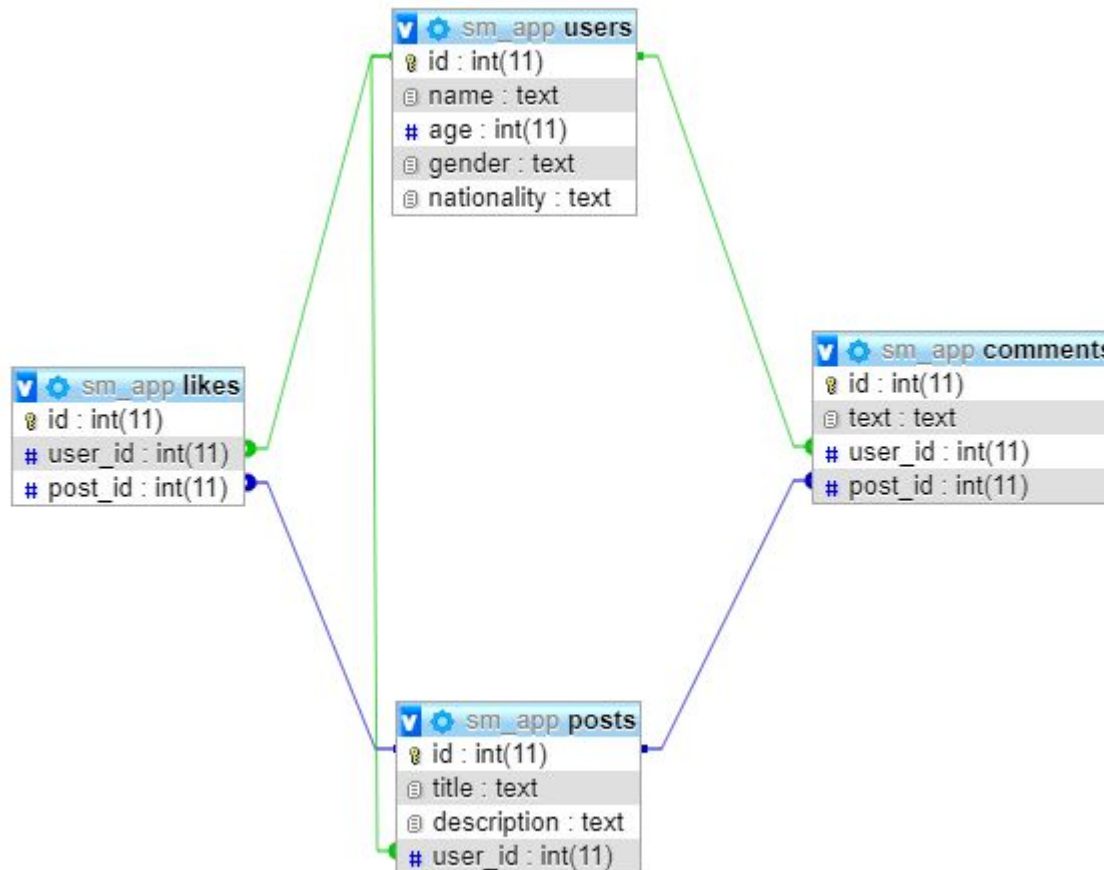 v sm_app users
id : int(11)
name : text
# age : int(11)
gender : text
nationality : text
v sm_app likes
id : int(11)
# user_id : int(11)
# post_id : int(11)
v sm_app comments
id : int(11)
text : text
# user_id : int(11)
# post_id : int(11)
v sm_app posts
id : int(11)
title : text
description : text
# user_id : int(11)